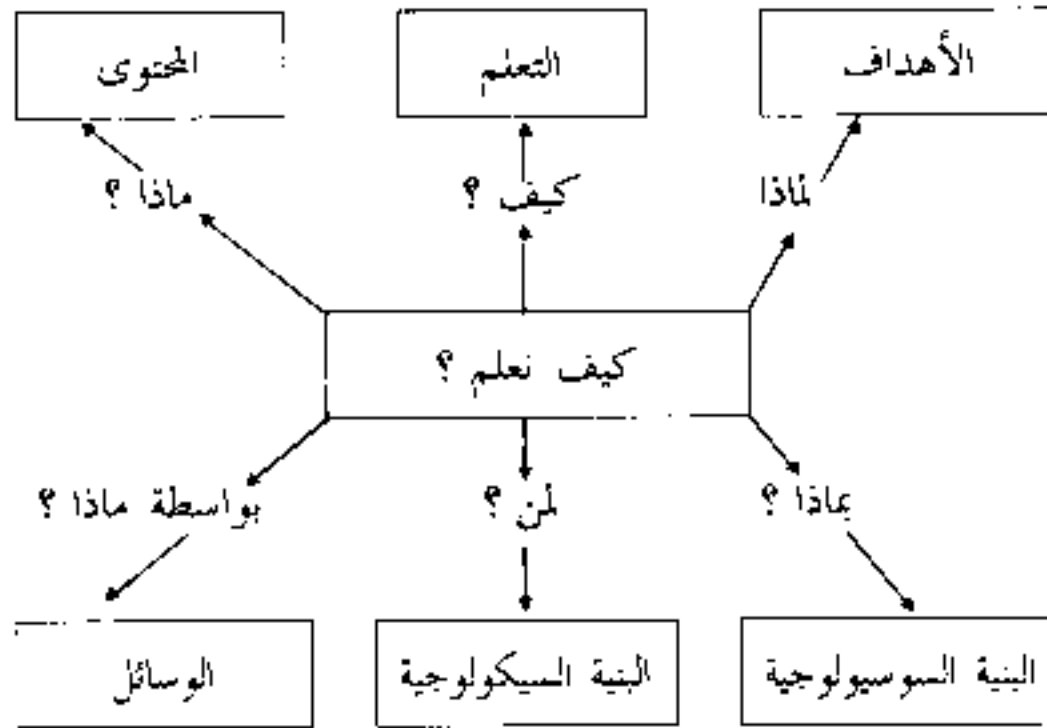 الأهداف
التعلم
المحتوى
لماذا
كيف ؟
ماذا ؟
كيف نعلم ؟
بماذا ؟
لمن ؟
بواسطة ماذا ؟
البنية السوسيولوجية
البنية السيكولوجية
الوسائل